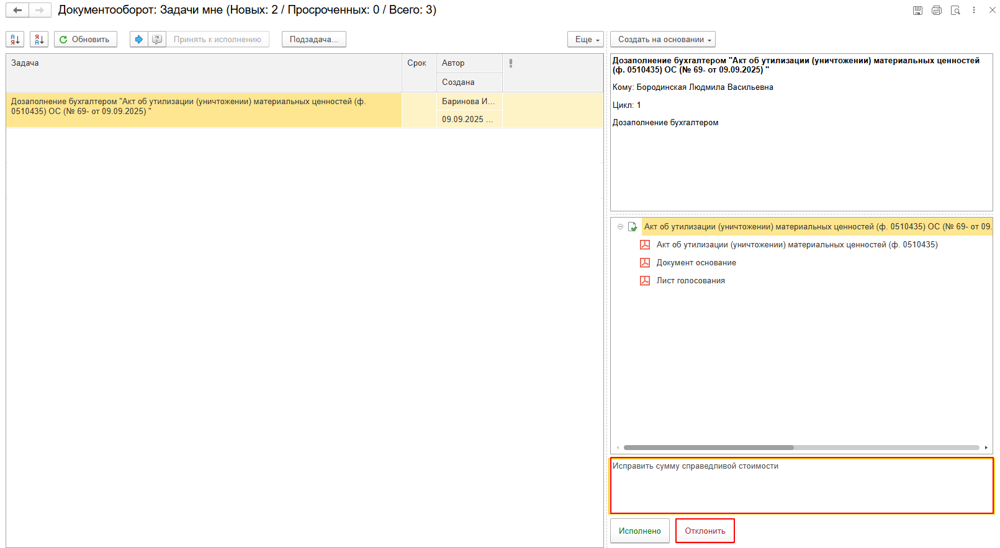 Документооборот: Задачи мне (Новых: 2 / Просроченных: 0 / Всего: 3)
А Я
Я А
Обновить
?
Принять к исполнению
Подзадача...
Еще
Создать на основании
Задача
Срок
Автор
Создана
Дозаполнение бухгалтером "Акт об утилизации (уничтожении) материальных ценностей (ф.
0510435) ОС (№ 69- от 09.09.2025) "
Баринова И...
09.09.2025 ...
Дозаполнение бухгалтером "Акт об утилизации (уничтожении) материальных ценностей
(ф. 0510435) ОС (№ 69- от 09.09.2025) "
Кому: Бородинская Людмила Васильевна
Цикл: 1
Дозаполнение бухгалтером
Акт об утилизации (уничтожении) материальных ценностей (ф. 0510435) ОС (№ 69- от 09.
Акт об утилизации (уничтожении) материальных ценностей (ф. 0510435)
Документ основание
Лист голосования
Исправить сумму справедливой стоимости
Исполнено
Отклонить